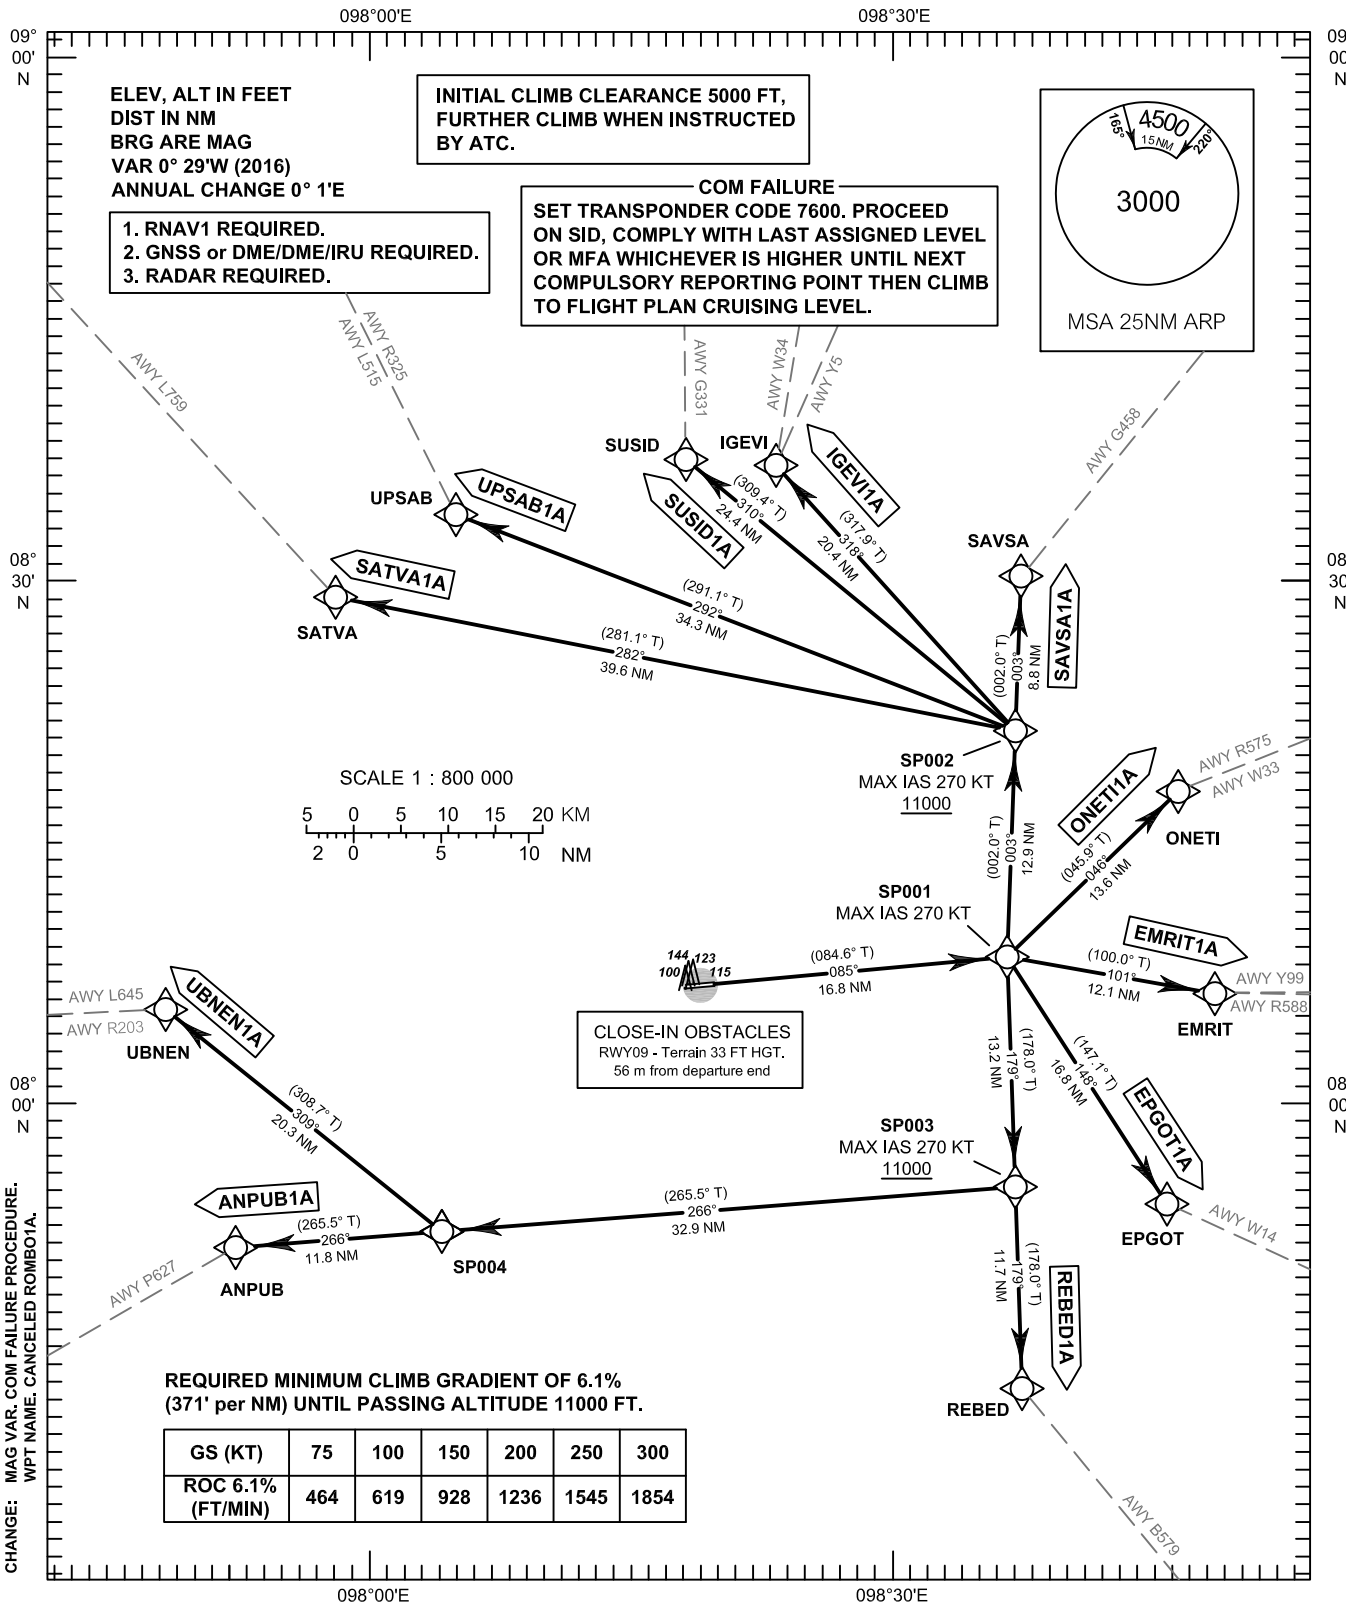 098°00'E
098°30'E
09°
00'
N
09
00
N
ELEV, ALT IN FEET
DIST IN NM
BRG ARE MAG
VAR 0° 29'W (2016)
ANNUAL CHANGE 0° 1'E
INITIAL CLIMB CLEARANCE 5000 FT,
FURTHER CLIMB WHEN INSTRUCTED
BY ATC.
165°
4500
15NM
220°
3000
MSA 25NM ARP
COM FAILURE
SET TRANSPONDER CODE 7600. PROCEED
ON SID, COMPLY WITH LAST ASSIGNED LEVEL
OR MFA WHICHEVER IS HIGHER UNTIL NEXT
COMPULSORY REPORTING POINT THEN CLIMB
TO FLIGHT PLAN CRUISING LEVEL.
1. RNAV1 REQUIRED.
2. GNSS or DME/DME/IRU REQUIRED.
3. RADAR REQUIRED.
AWY L759
AWY R325
AWY L515
AWY G331
AWY W34
AWY Y5
AWY G458
SUSID
IGEVI
UPSAB
UPSAB1A
SUSID1A
IGEVI1A
(309.4° T)
310°
24.4 NM
(317.9° T)
318°
20.4 NM
SAVSA
08°
30'
N
08
30
N
SATVA1A
SATVA
(291.1° T)
292°
34.3 NM
(281.1° T)
282°
39.6 NM
(002.0° T)
003°
8.8 NM
SAVSA1A
SP002
MAX IAS 270 KT
11000
SCALE 1 : 800 000
5 0 5 10 15 20 KM
2 0 5 10 NM
AWY R575
AWY W33
ONETI1A
ONETI
(002.0° T)
003°
12.9 NM
(045.9° T)
046°
13.6 NM
SP001
MAX IAS 270 KT
144
123
100
115
(084.6° T)
085°
16.8 NM
EMRIT1A
(100.0° T)
101°
12.1 NM
AWY Y99
AWY R588
EMRIT
AWY L645
AWY R203
UBNEN
UBNEN1A
CLOSE-IN OBSTACLES
RWY09 - Terrain 33 FT HGT.
56 m from departure end
(178.0° T)
179°
13.2 NM
(147.1° T)
148°
16.8 NM
08°
00'
N
08
00
N
(308.7° T)
309°
20.3 NM
SP003
MAX IAS 270 KT
11000
EPGOT1A
EPGOT
AWY W14
ANPUB1A
(265.5° T)
266°
11.8 NM
(265.5° T)
266°
32.9 NM
SP004
ANPUB
AWY P627
(178.0° T)
179°
11.7 NM
REBED1A
REBED
AWY B579
REQUIRED MINIMUM CLIMB GRADIENT OF 6.1%
(371' per NM) UNTIL PASSING ALTITUDE 11000 FT.
GS (KT) 75 100 150 200 250 300
ROC 6.1%
(FT/MIN) 464 619 928 1236 1545 1854
CHANGE: MAG VAR. COM FAILURE PROCEDURE.
WPT NAME. CANCELED ROMBO1A.
098°00'E
098°30'E